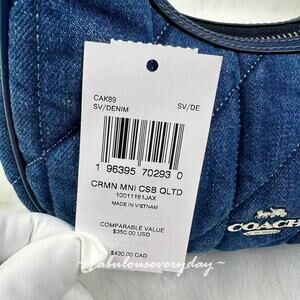 CAK89
SV/DENIM SV/DE
1 96395 70293 0
CRMN MNI CSB QLTD
10011161JAX
MADE IN VIETNAM
COMPARABLE VALUE
$350.00 USD
$430.00 CAD
COACH
~fabulouseveryday~